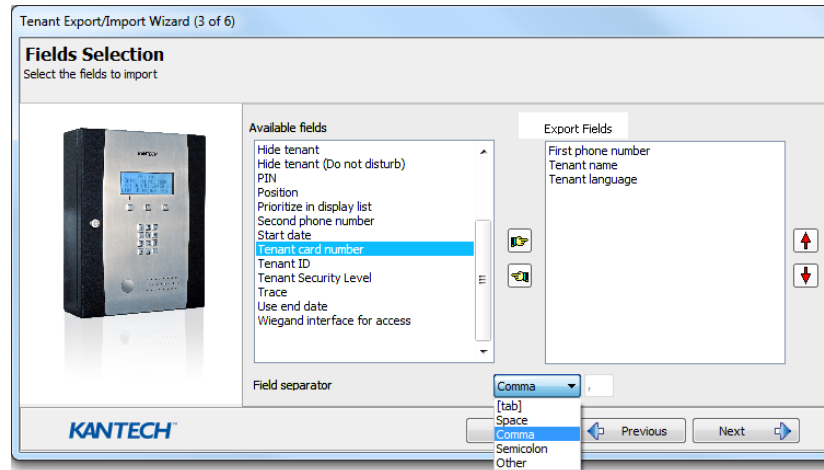 Tenant Export/Import Wizard (3 of 6)
Fields Selection
Select the fields to import
Available fields
Hide tenant
Hide tenant (Do not disturb)
PIN
Position
Prioritize in display list
Second phone number
Start date
Tenant card number
Tenant ID
Tenant Security Level
Trace
Use end date
Wiegand interface for access
Export Fields
First phone number
Tenant name
Tenant language
Field separator
Comma
,
[tab]
Space
Comma
Semicolon
Other
KANTECH
Previous
Next